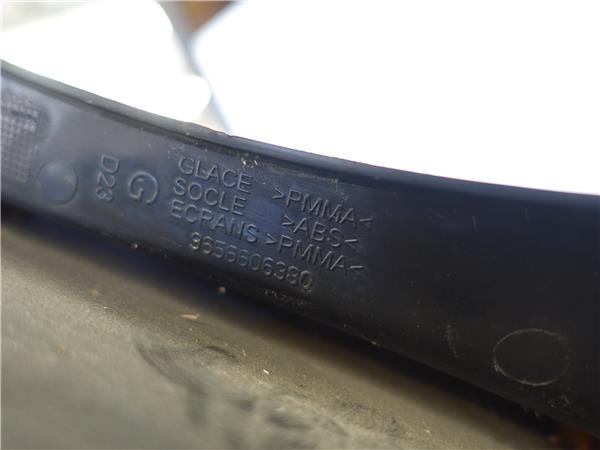 GLACE >PMMA<
SOCLE >ABS<
ECRANS >PMMA<
9656606380
G
D23